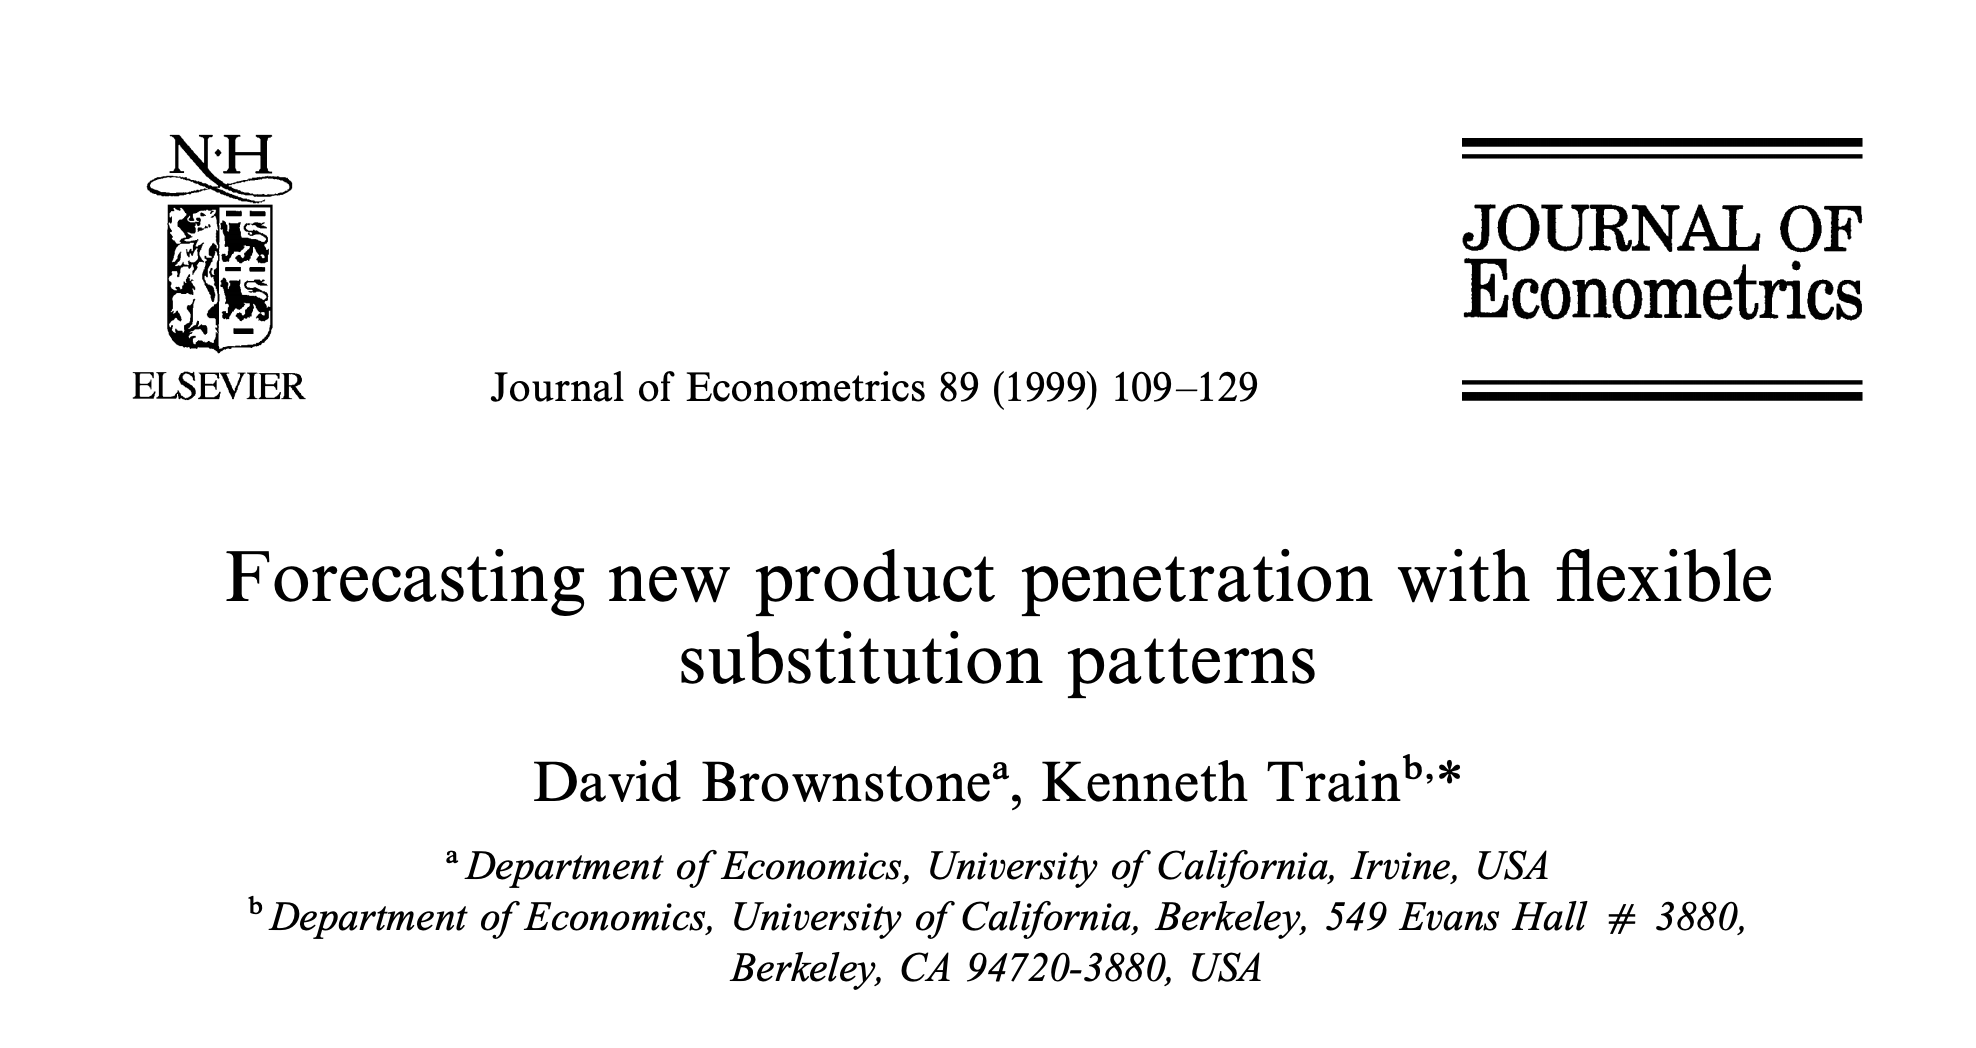 N·H
ELSEVIER
Journal of Econometrics 89 (1999) 109–129
JOURNAL OF
Econometrics
Forecasting new product penetration with flexible
substitution patterns
David Brownstoneᵃ, Kenneth Trainᵇ,*
ᵃ Department of Economics, University of California, Irvine, USA
ᵇ Department of Economics, University of California, Berkeley, 549 Evans Hall # 3880,
Berkeley, CA 94720-3880, USA